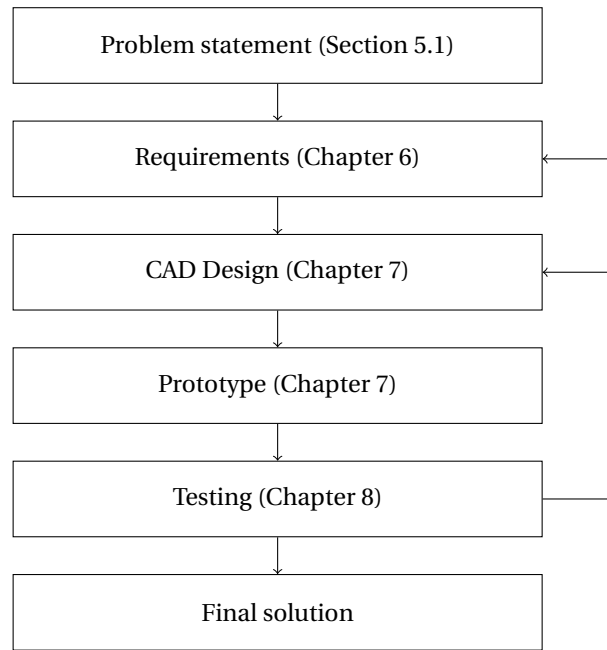 Problem statement (Section 5.1)
Requirements (Chapter 6)
CAD Design (Chapter 7)
Prototype (Chapter 7)
Testing (Chapter 8)
Final solution